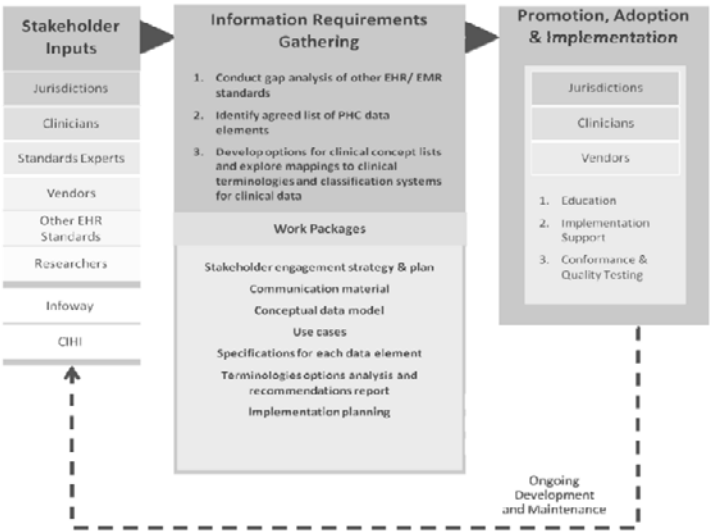 Stakeholder
Inputs
Jurisdictions
Clinicians
Standards Experts
Vendors
Other EHR
Standards
Researchers
Infoway
CIHI
Information Requirements
Gathering
1. Conduct gap analysis of other EHR/ EMR
standards
2. Identify agreed list of PHC data
elements
3. Develop options for clinical concept lists
and explore mappings to clinical
terminologies and classification systems
for clinical data
Work Packages
Stakeholder engagement strategy & plan
Communication material
Conceptual data model
Use cases
Specifications for each data element
Terminologies options analysis and
recommendations report
Implementation planning
Promotion, Adoption
& Implementation
Jurisdictions
Clinicians
Vendors
1. Education
2. Implementation
Support
3. Conformance &
Quality Testing
Ongoing
Development
and Maintenance